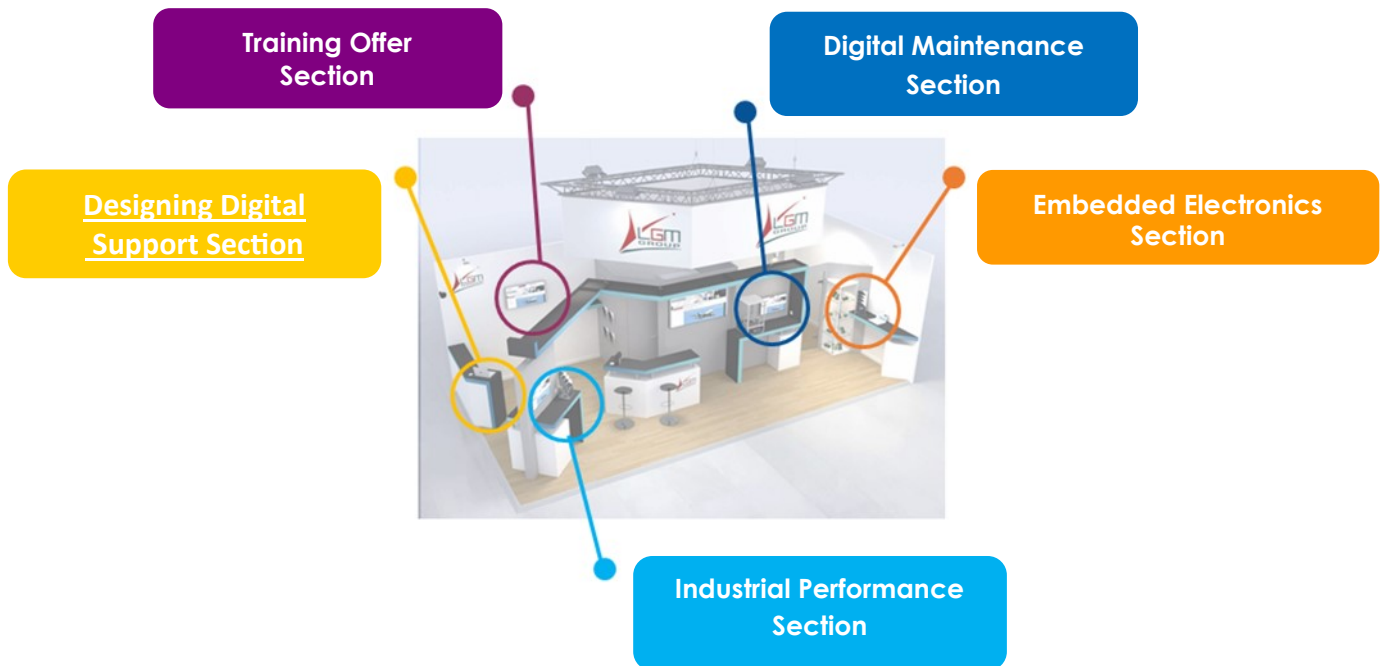 Training Offer
Section
Digital Maintenance
Section
Designing Digital
Support Section
Embedded Electronics
Section
LGM
GROUP
LGM
GROUP
LGM
Industrial Performance
Section